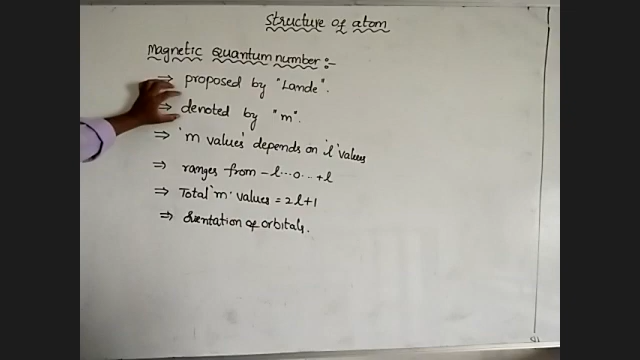 Structure of atom
Magnetic Quantum number :-
⇒ proposed by "Lande".
⇒ denoted by "m".
⇒ 'm values' depends on 'l' values
⇒ ranges from -l...0...+l
⇒ Total 'm' values = 2l+1
⇒ Orientation of orbitals.